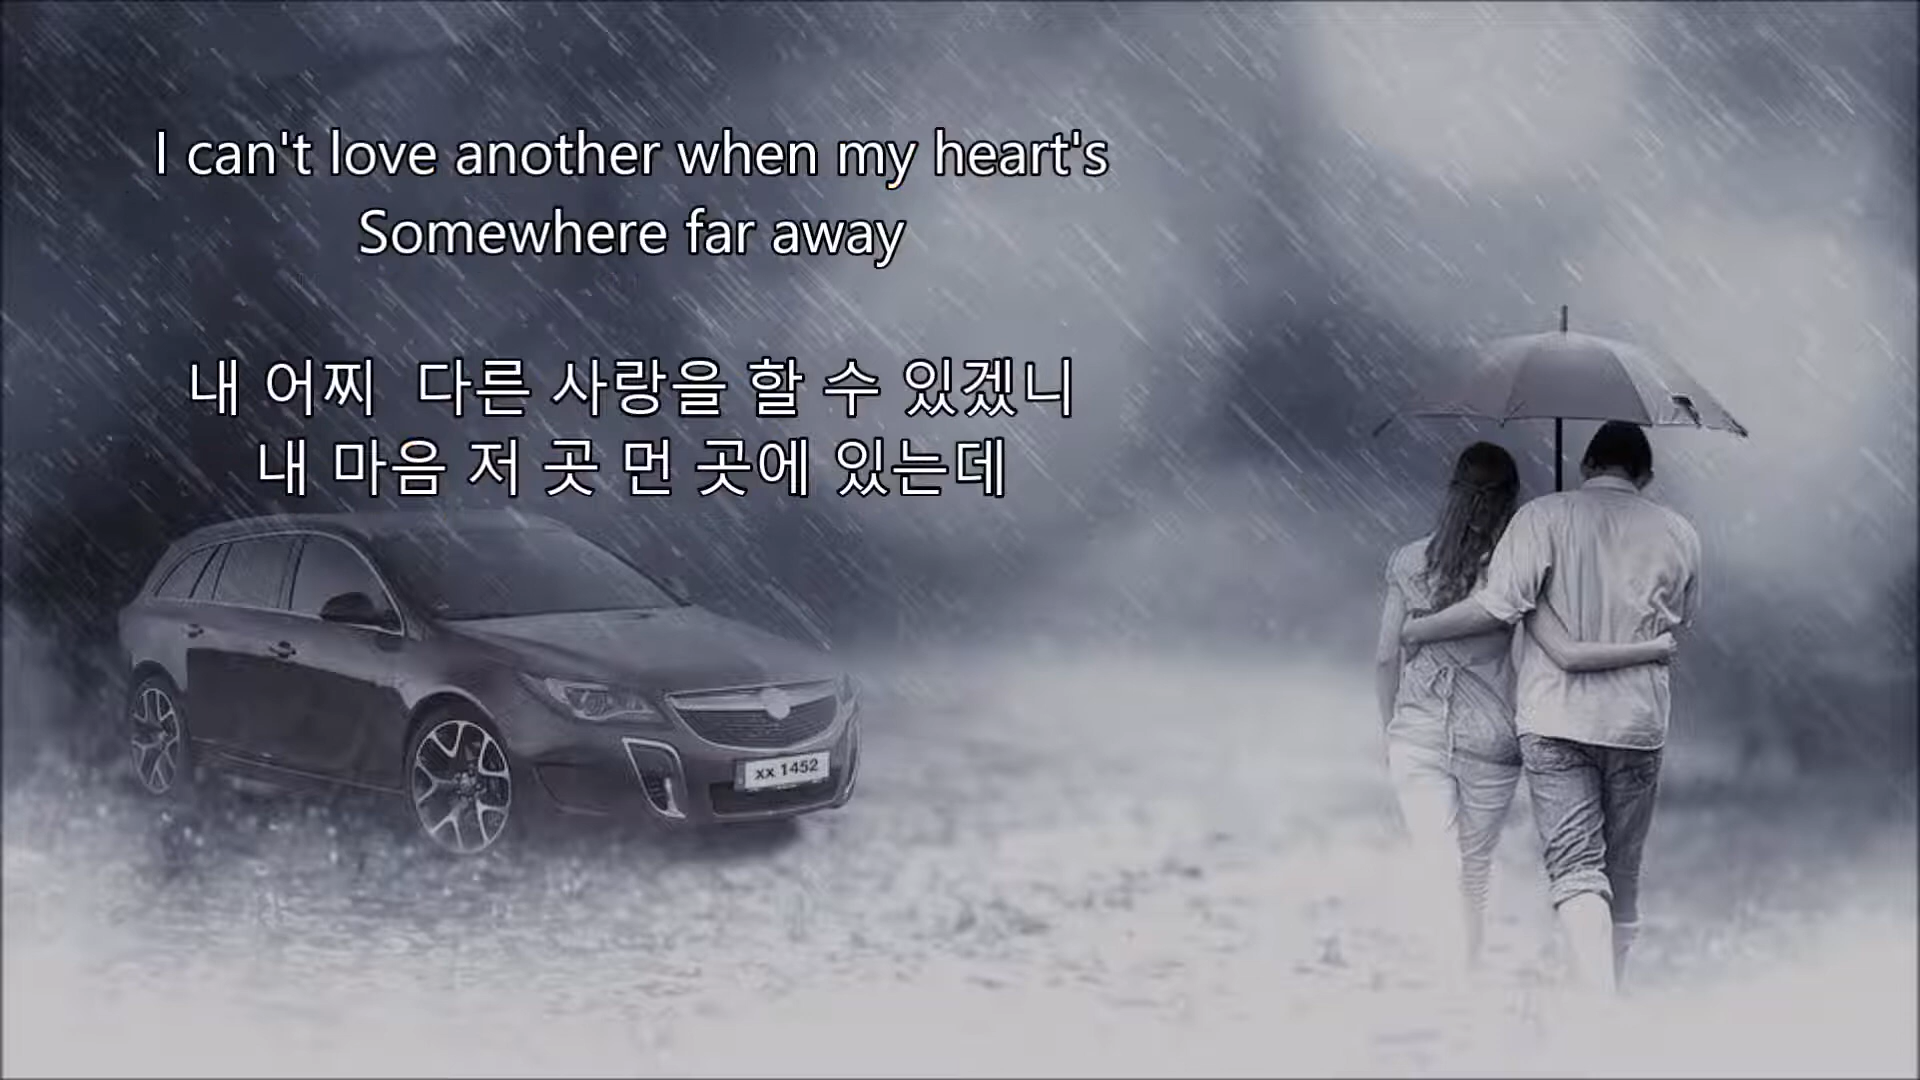 I can't love another when my heart's
Somewhere far away
내 어찌 다른 사랑을 할 수 있겠니
내 마음 저 곳 먼 곳에 있는데
xx 1452